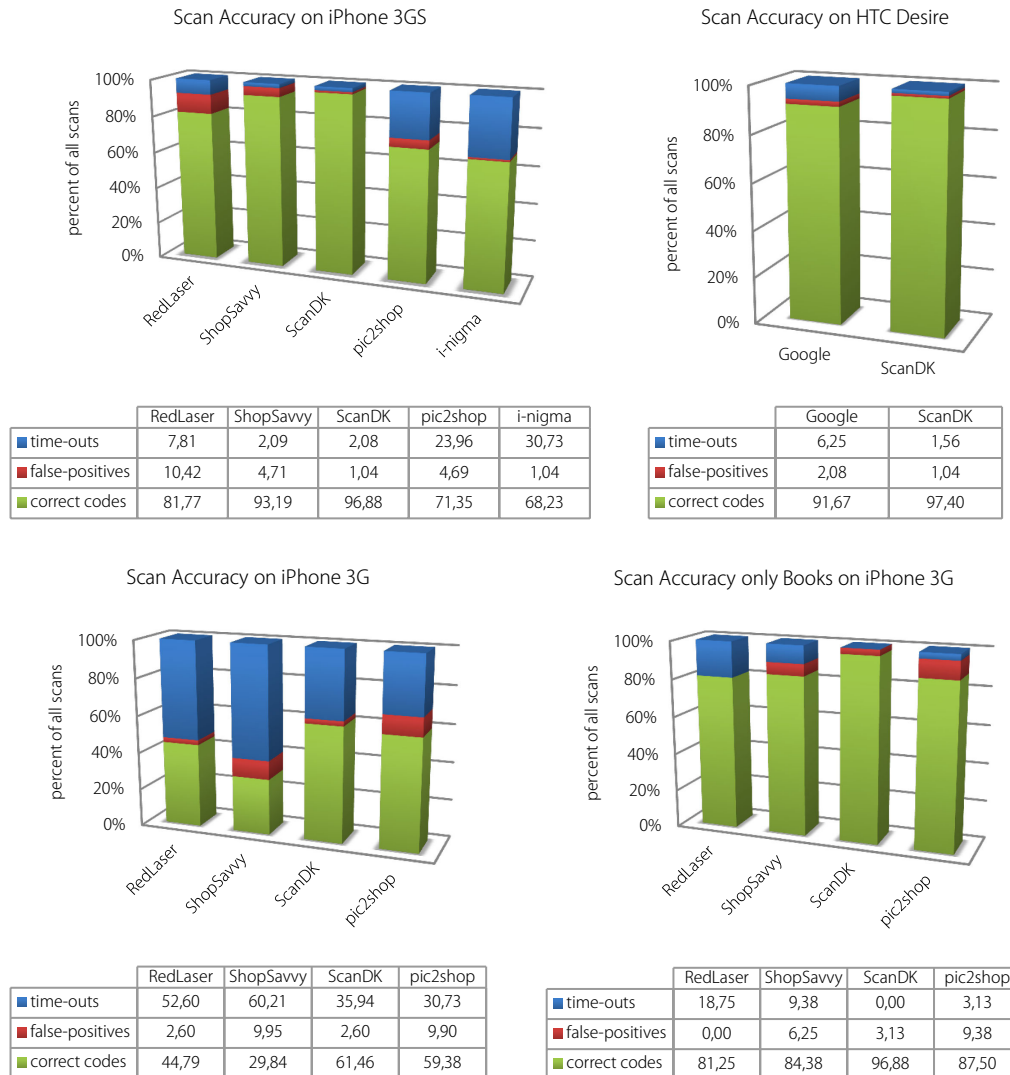 Scan Accuracy on iPhone 3GS
percent of all scans
100%
80%
60%
40%
20%
0%
RedLaser
ShopSavvy
ScanDK
pic2shop
i-nigma
RedLaser ShopSavvy ScanDK pic2shop i-nigma
time-outs 7,81 2,09 2,08 23,96 30,73
false-positives 10,42 4,71 1,04 4,69 1,04
correct codes 81,77 93,19 96,88 71,35 68,23
Scan Accuracy on HTC Desire
percent of all scans
100%
80%
60%
40%
20%
0%
Google
ScanDK
Google ScanDK
time-outs 6,25 1,56
false-positives 2,08 1,04
correct codes 91,67 97,40
Scan Accuracy on iPhone 3G
percent of all scans
100%
80%
60%
40%
20%
0%
RedLaser
ShopSavvy
ScanDK
pic2shop
RedLaser ShopSavvy ScanDK pic2shop
time-outs 52,60 60,21 35,94 30,73
false-positives 2,60 9,95 2,60 9,90
correct codes 44,79 29,84 61,46 59,38
Scan Accuracy only Books on iPhone 3G
percent of all scans
100%
80%
60%
40%
20%
0%
RedLaser
ShopSavvy
ScanDK
pic2shop
RedLaser ShopSavvy ScanDK pic2shop
time-outs 18,75 9,38 0,00 3,13
false-positives 0,00 6,25 3,13 9,38
correct codes 81,25 84,38 96,88 87,50